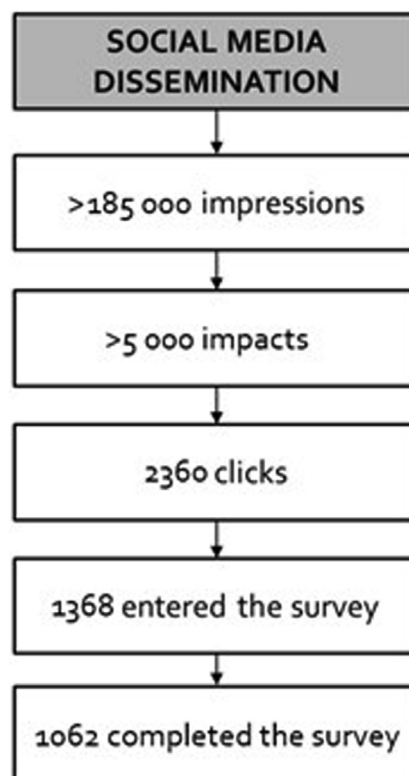 SOCIAL MEDIA
DISSEMINATION
>185 000 impressions
>5 000 impacts
2360 clicks
1368 entered the survey
1062 completed the survey